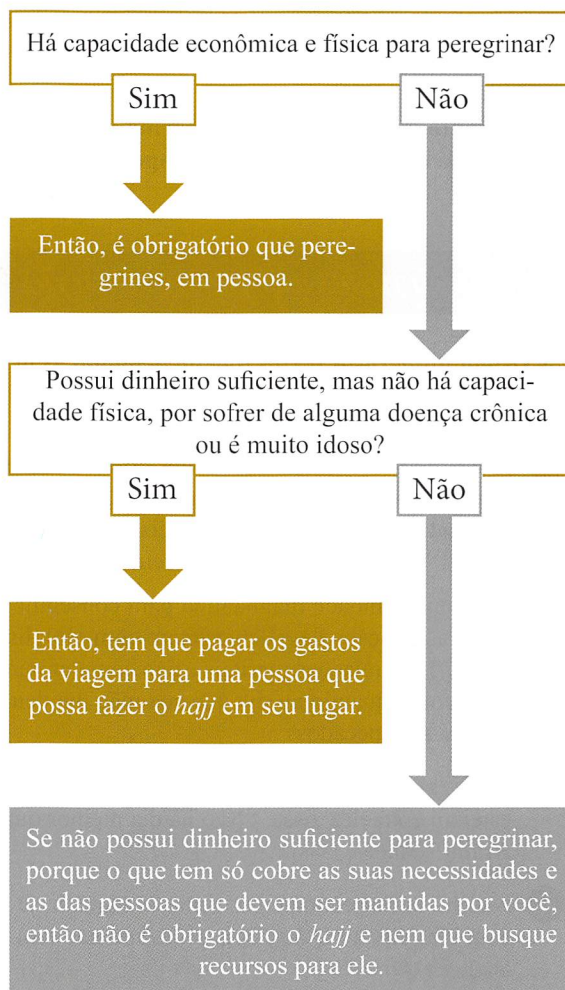 Há capacidade econômica e física para peregrinar?
Sim
Não
Então, é obrigatório que pere-
grines, em pessoa.
Possui dinheiro suficiente, mas não há capaci-
dade física, por sofrer de alguma doença crônica
ou é muito idoso?
Sim
Não
Então, tem que pagar os gastos
da viagem para uma pessoa que
possa fazer o hajj em seu lugar.
Se não possui dinheiro suficiente para peregrinar,
porque o que tem só cobre as suas necessidades e
as das pessoas que devem ser mantidas por você,
então não é obrigatório o hajj e nem que busque
recursos para ele.